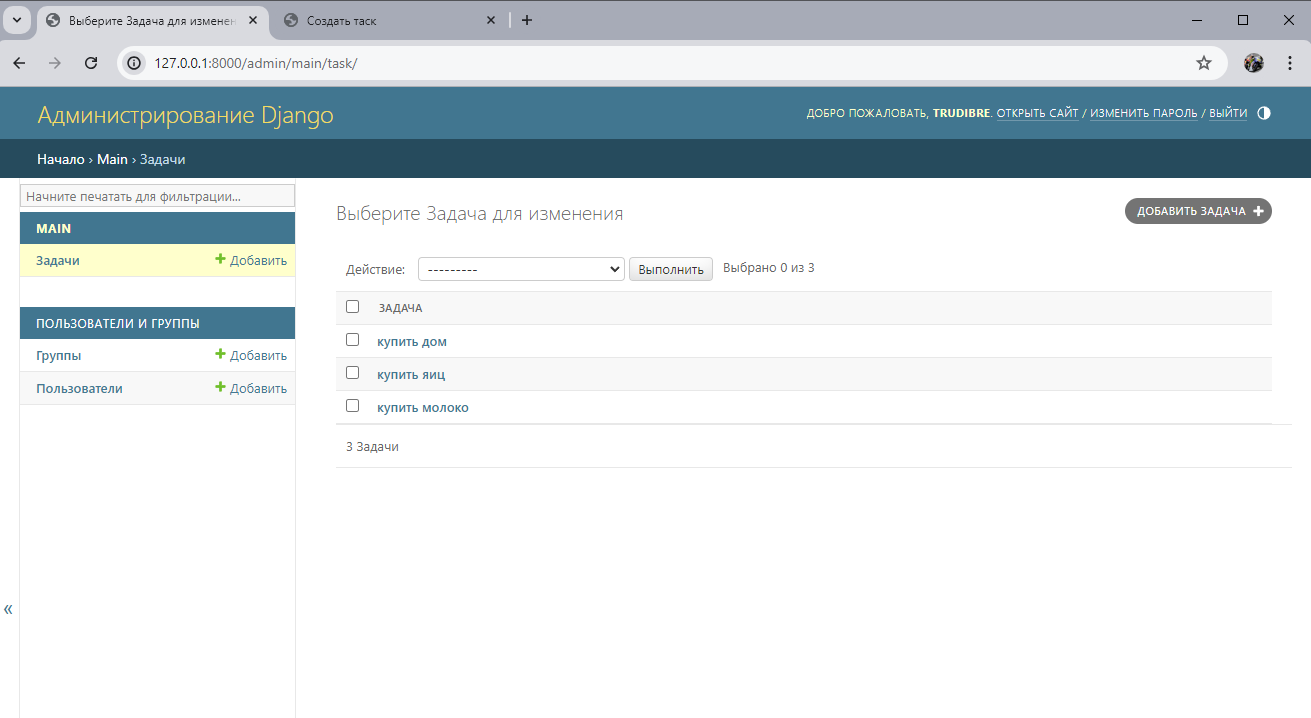 Выберите Задача для изменен
Создать таск
127.0.0.1:8000/admin/main/task/
Администрирование Django
ДОБРО ПОЖАЛОВАТЬ, TRUDIBRE. ОТКРЫТЬ САЙТ / ИЗМЕНИТЬ ПАРОЛЬ / ВЫЙТИ
Начало › Main › Задачи
Начните печатать для фильтрации...
MAIN
Задачи + Добавить
ПОЛЬЗОВАТЕЛИ И ГРУППЫ
Группы + Добавить
Пользователи + Добавить
«
Выберите Задача для изменения
ДОБАВИТЬ ЗАДАЧА +
Действие: --------- Выполнить Выбрано 0 из 3
ЗАДАЧА
купить дом
купить яиц
купить молоко
3 Задачи